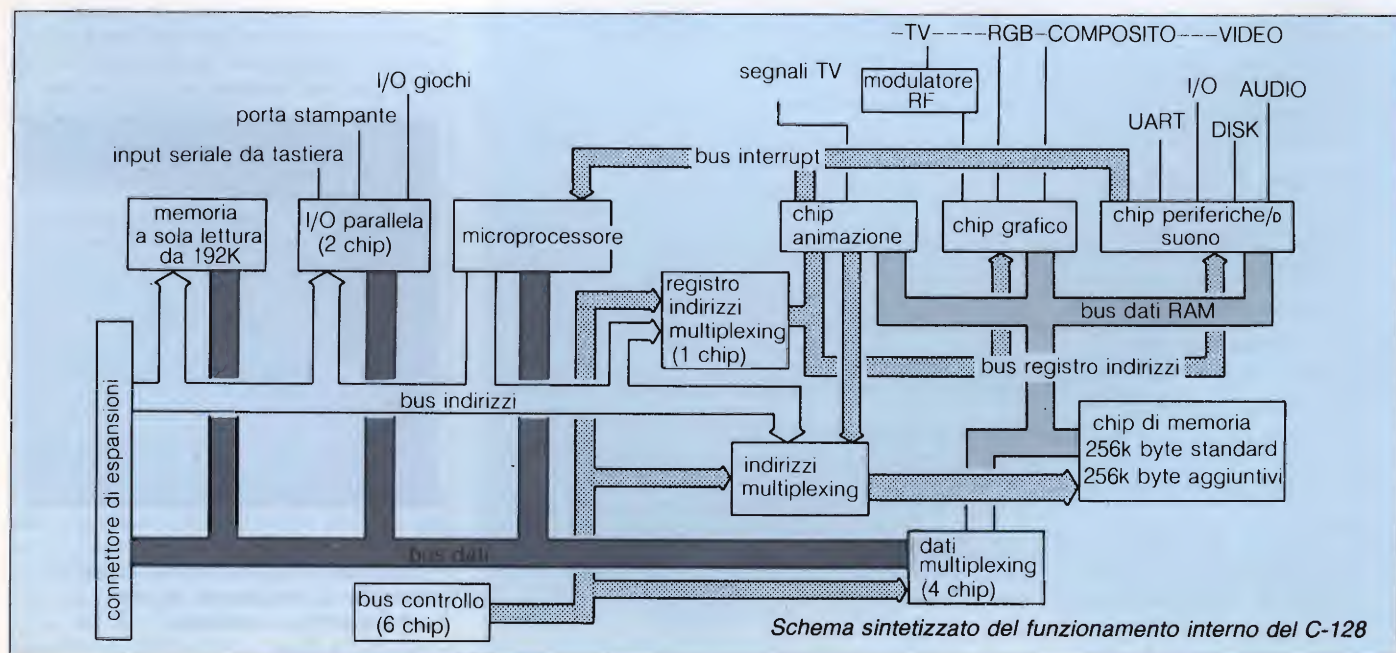 -TV-----RGB-COMPOSITO----VIDEO
segnali TV
modulatore
RF
I/O giochi
porta stampante
input seriale da tastiera
I/O
AUDIO
UART
DISK
bus interrupt
memoria
a sola lettura
da 192K
I/O parallela
(2 chip)
microprocessore
chip
animazione
chip grafico
chip periferiche/D
suono
registro
indirizzi
multiplexing
(1 chip)
bus dati RAM
bus registro indirizzi
connettore di espansioni
bus indirizzi
indirizzi
multiplexing
chip di memoria
256k byte standard
256k byte aggiuntivi
bus dati
dati
multiplexing
(4 chip)
bus controllo
(6 chip)
Schema sintetizzato del funzionamento interno del C-128